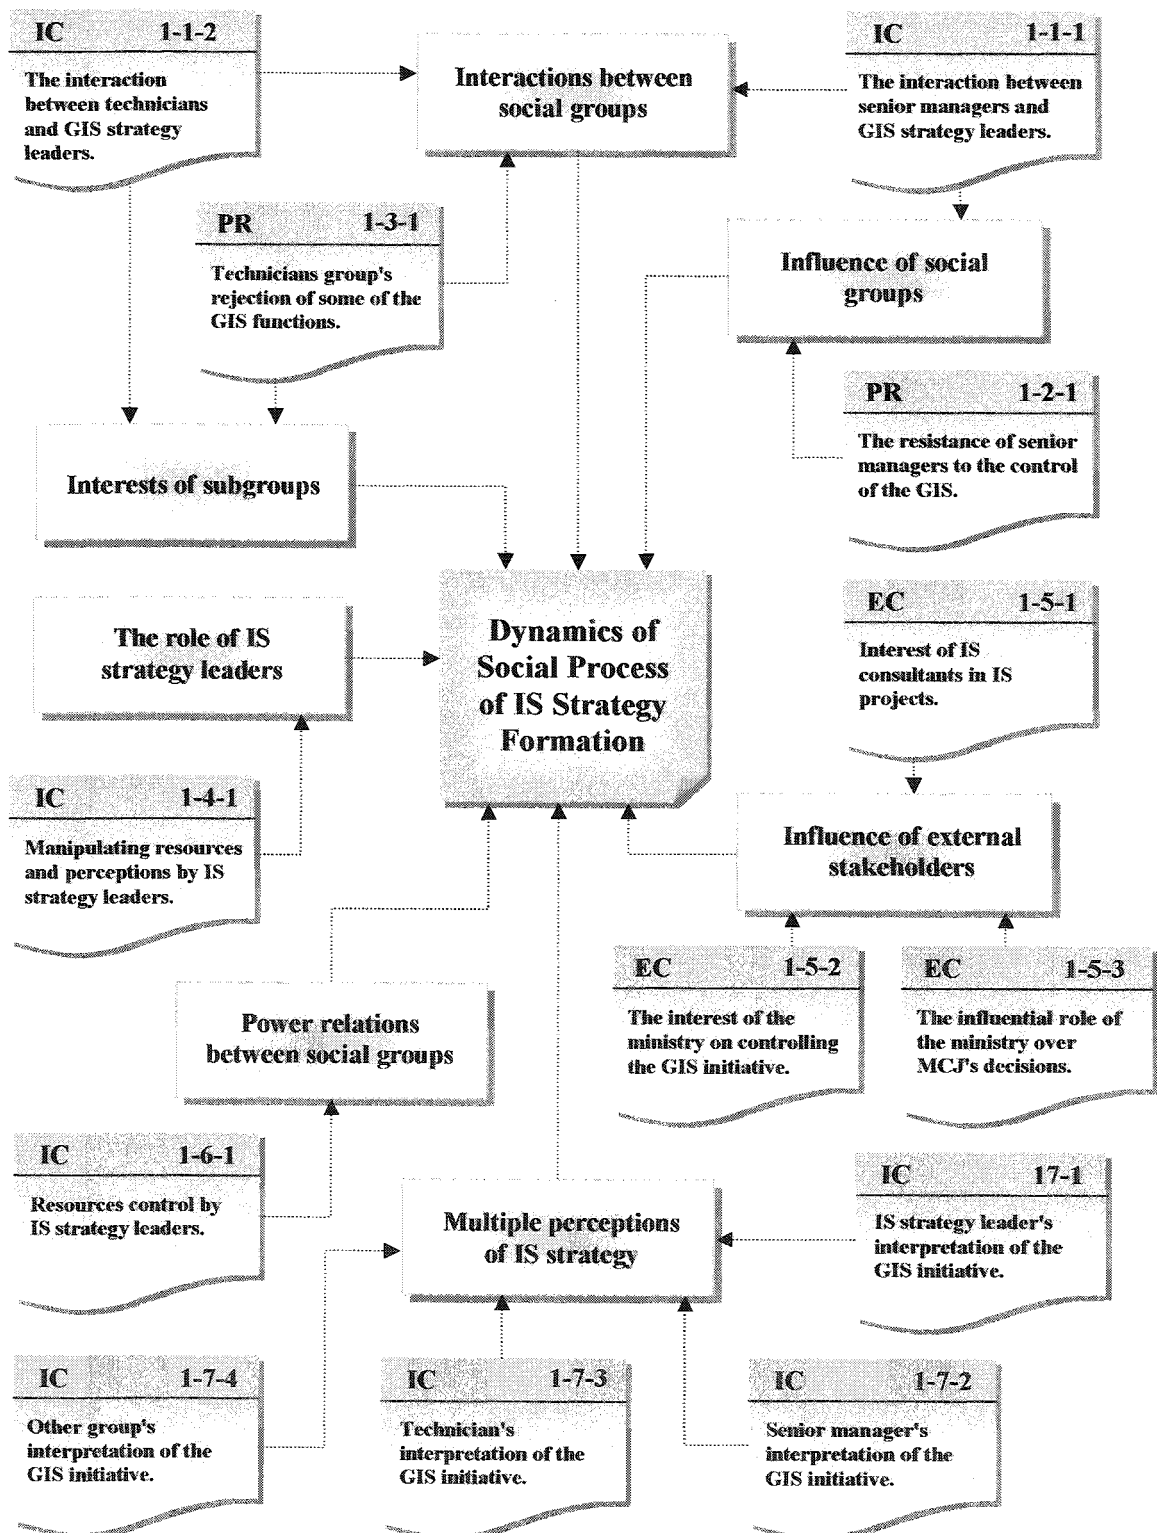 IC 1-1-2
The interaction
between technicians
and GIS strategy
leaders.
Interactions between
social groups
IC 1-1-1
The interaction between
senior managers and
GIS strategy leaders.
PR 1-3-1
Technicians group's
rejection of some of the
GIS functions.
Influence of social
groups
PR 1-2-1
The resistance of senior
managers to the control
of the GIS.
Interests of subgroups
The role of IS
strategy leaders
Dynamics of
Social Process
of IS Strategy
Formation
EC 1-5-1
Interest of IS
consultants in IS
projects.
IC 1-4-1
Manipulating resources
and perceptions by IS
strategy leaders.
Influence of external
stakeholders
EC 1-5-2
The interest of the
ministry on controlling
the GIS initiative.
EC 1-5-3
The influential role of
the ministry over
MCJ's decisions.
Power relations
between social groups
IC 1-6-1
Resources control by
IS strategy leaders.
Multiple perceptions
of IS strategy
IC 17-1
IS strategy leader's
interpretation of the
GIS initiative.
IC 1-7-4
Other group's
interpretation of the
GIS initiative.
IC 1-7-3
Technician's
interpretation of the
GIS initiative.
IC 1-7-2
Senior manager's
interpretation of the
GIS initiative.